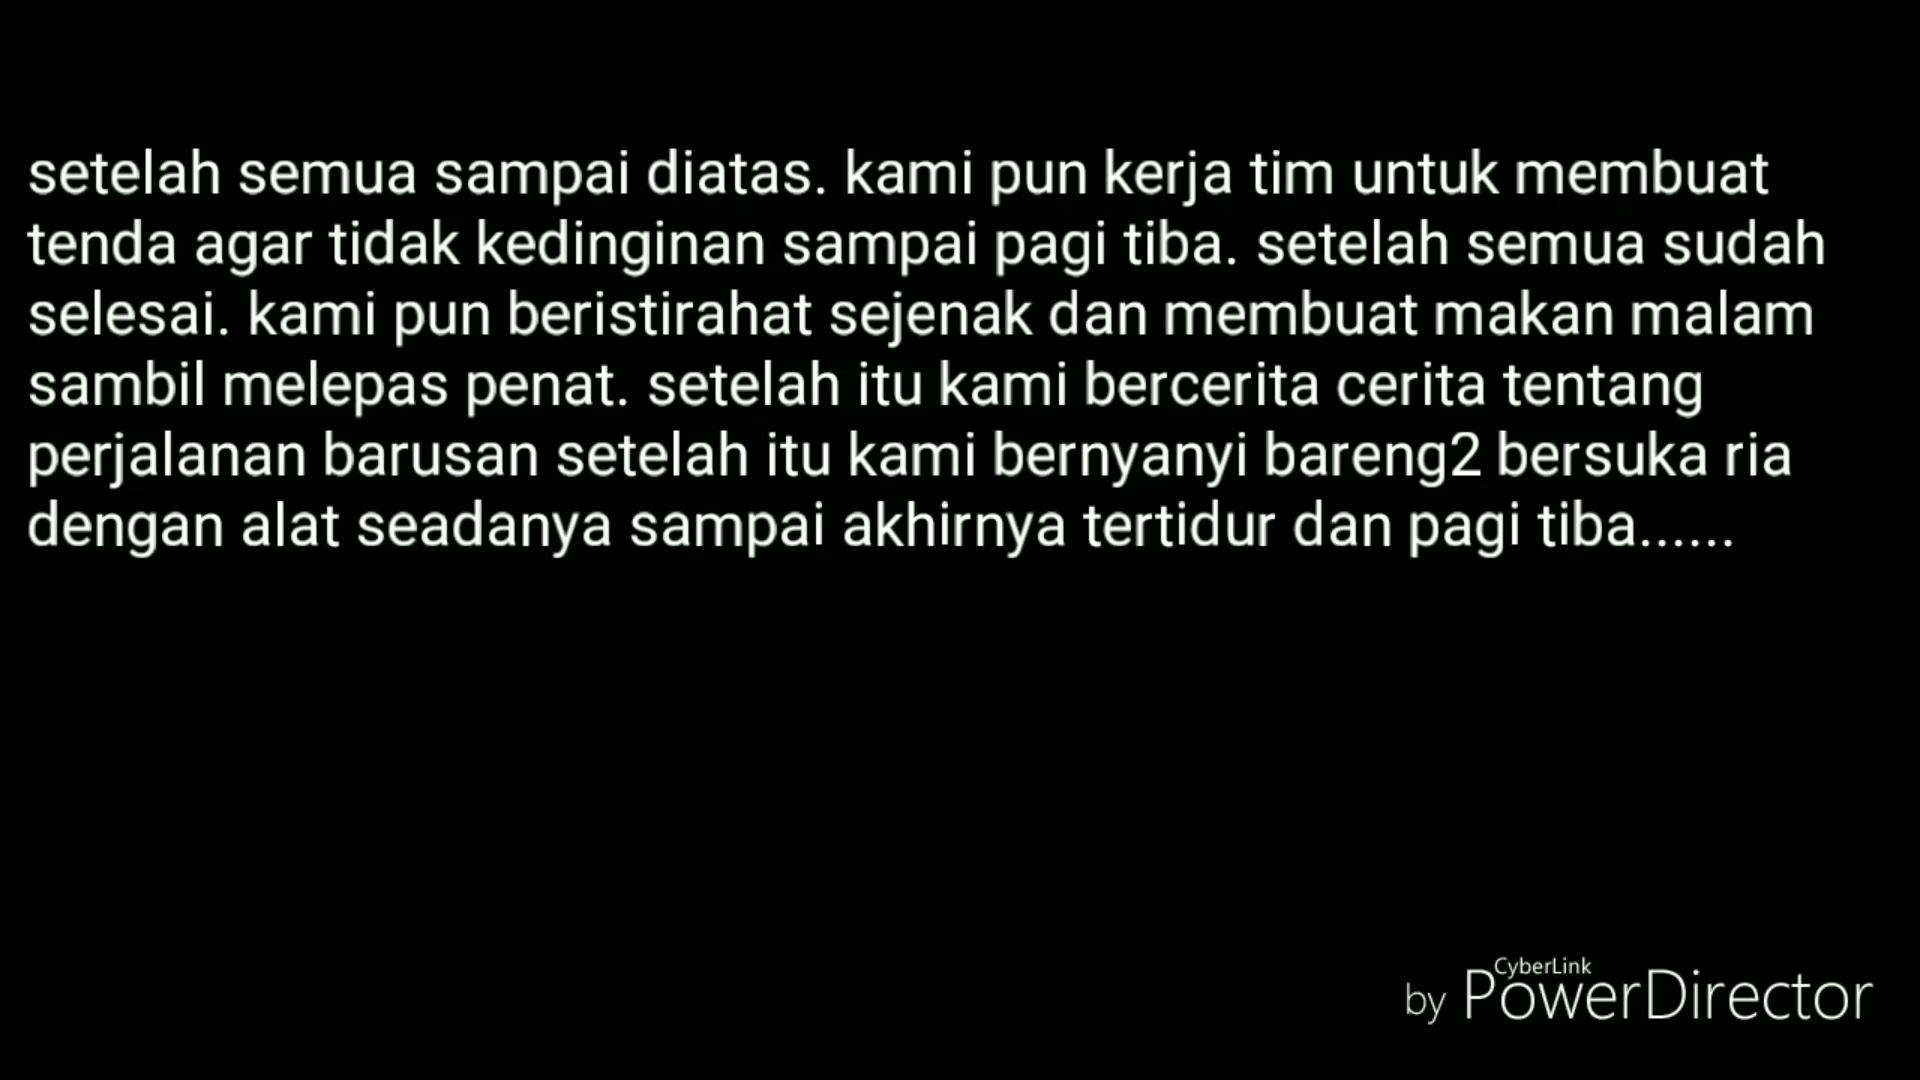 setelah semua sampai diatas. kami pun kerja tim untuk membuat
tenda agar tidak kedinginan sampai pagi tiba. setelah semua sudah
selesai. kami pun beristirahat sejenak dan membuat makan malam
sambil melepas penat. setelah itu kami bercerita cerita tentang
perjalanan barusan setelah itu kami bernyanyi bareng2 bersuka ria
dengan alat seadanya sampai akhirnya tertidur dan pagi tiba......
CyberLink
by PowerDirector